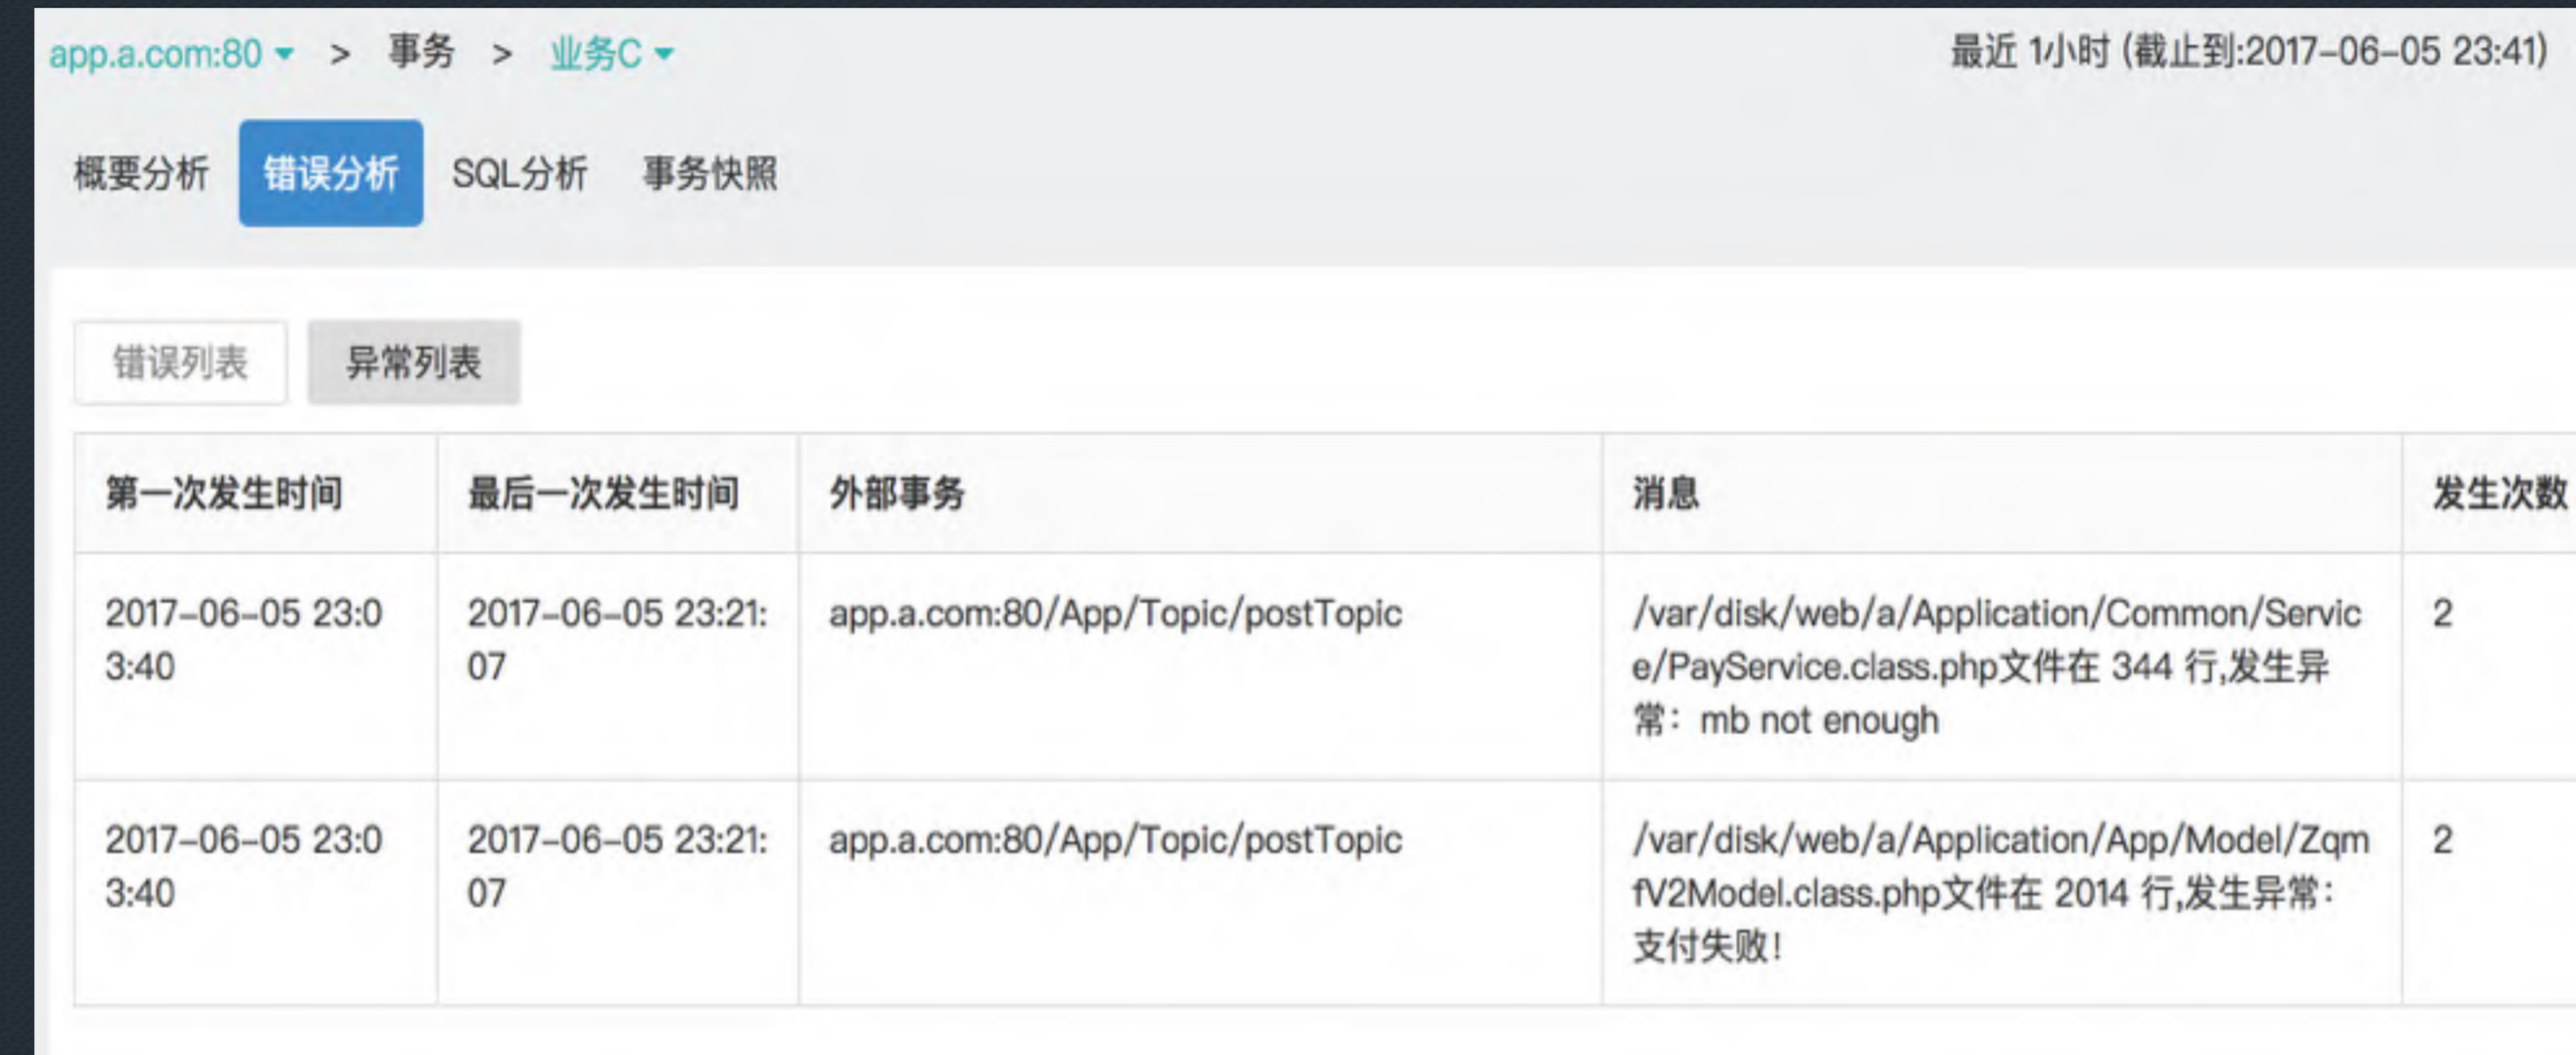 app.a.com:80 > 事务 > 业务C
最近 1小时 (截止到:2017-06-05 23:41)
概要分析 错误分析 SQL分析 事务快照
错误列表 异常列表
第一次发生时间 最后一次发生时间 外部事务 消息 发生次数
2017-06-05 23:0 2017-06-05 23:21: app.a.com:80/App/Topic/postTopic /var/disk/web/a/Application/Common/Servic 2
3:40 07 e/PayService.class.php文件在 344 行,发生异
常：mb not enough
2017-06-05 23:0 2017-06-05 23:21: app.a.com:80/App/Topic/postTopic /var/disk/web/a/Application/App/Model/Zqm 2
3:40 07 fV2Model.class.php文件在 2014 行,发生异常：
支付失败！